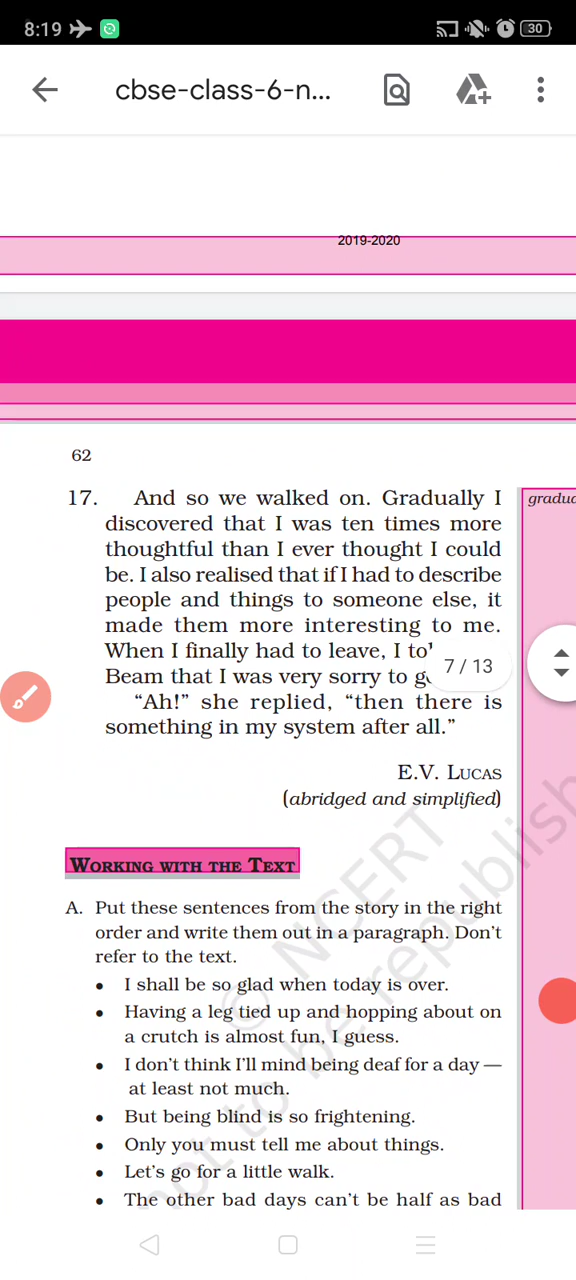 8:19
30
cbse-class-6-n...
2019-2020
62
17. And so we walked on. Gradually I
discovered that I was ten times more
thoughtful than I ever thought I could
be. I also realised that if I had to describe
people and things to someone else, it
made them more interesting to me.
When I finally had to leave, I
Beam that I was very sorry to
7 / 13
"Ah!" she replied, "then there is
something in my system after all."
E.V. LUCAS
(abridged and simplified)
WORKING WITH THE TEXT
A. Put these sentences from the story in the right
order and write them out in a paragraph. Don't
refer to the text.
• I shall be so glad when today is over.
• Having a leg tied up and hopping about on
a crutch is almost fun, I guess.
• I don't think I'll mind being deaf for a day —
at least not much.
• But being blind is so frightening.
• Only you must tell me about things.
• Let's go for a little walk.
• The other bad days can't be half as bad
© NCERT
not to be republish